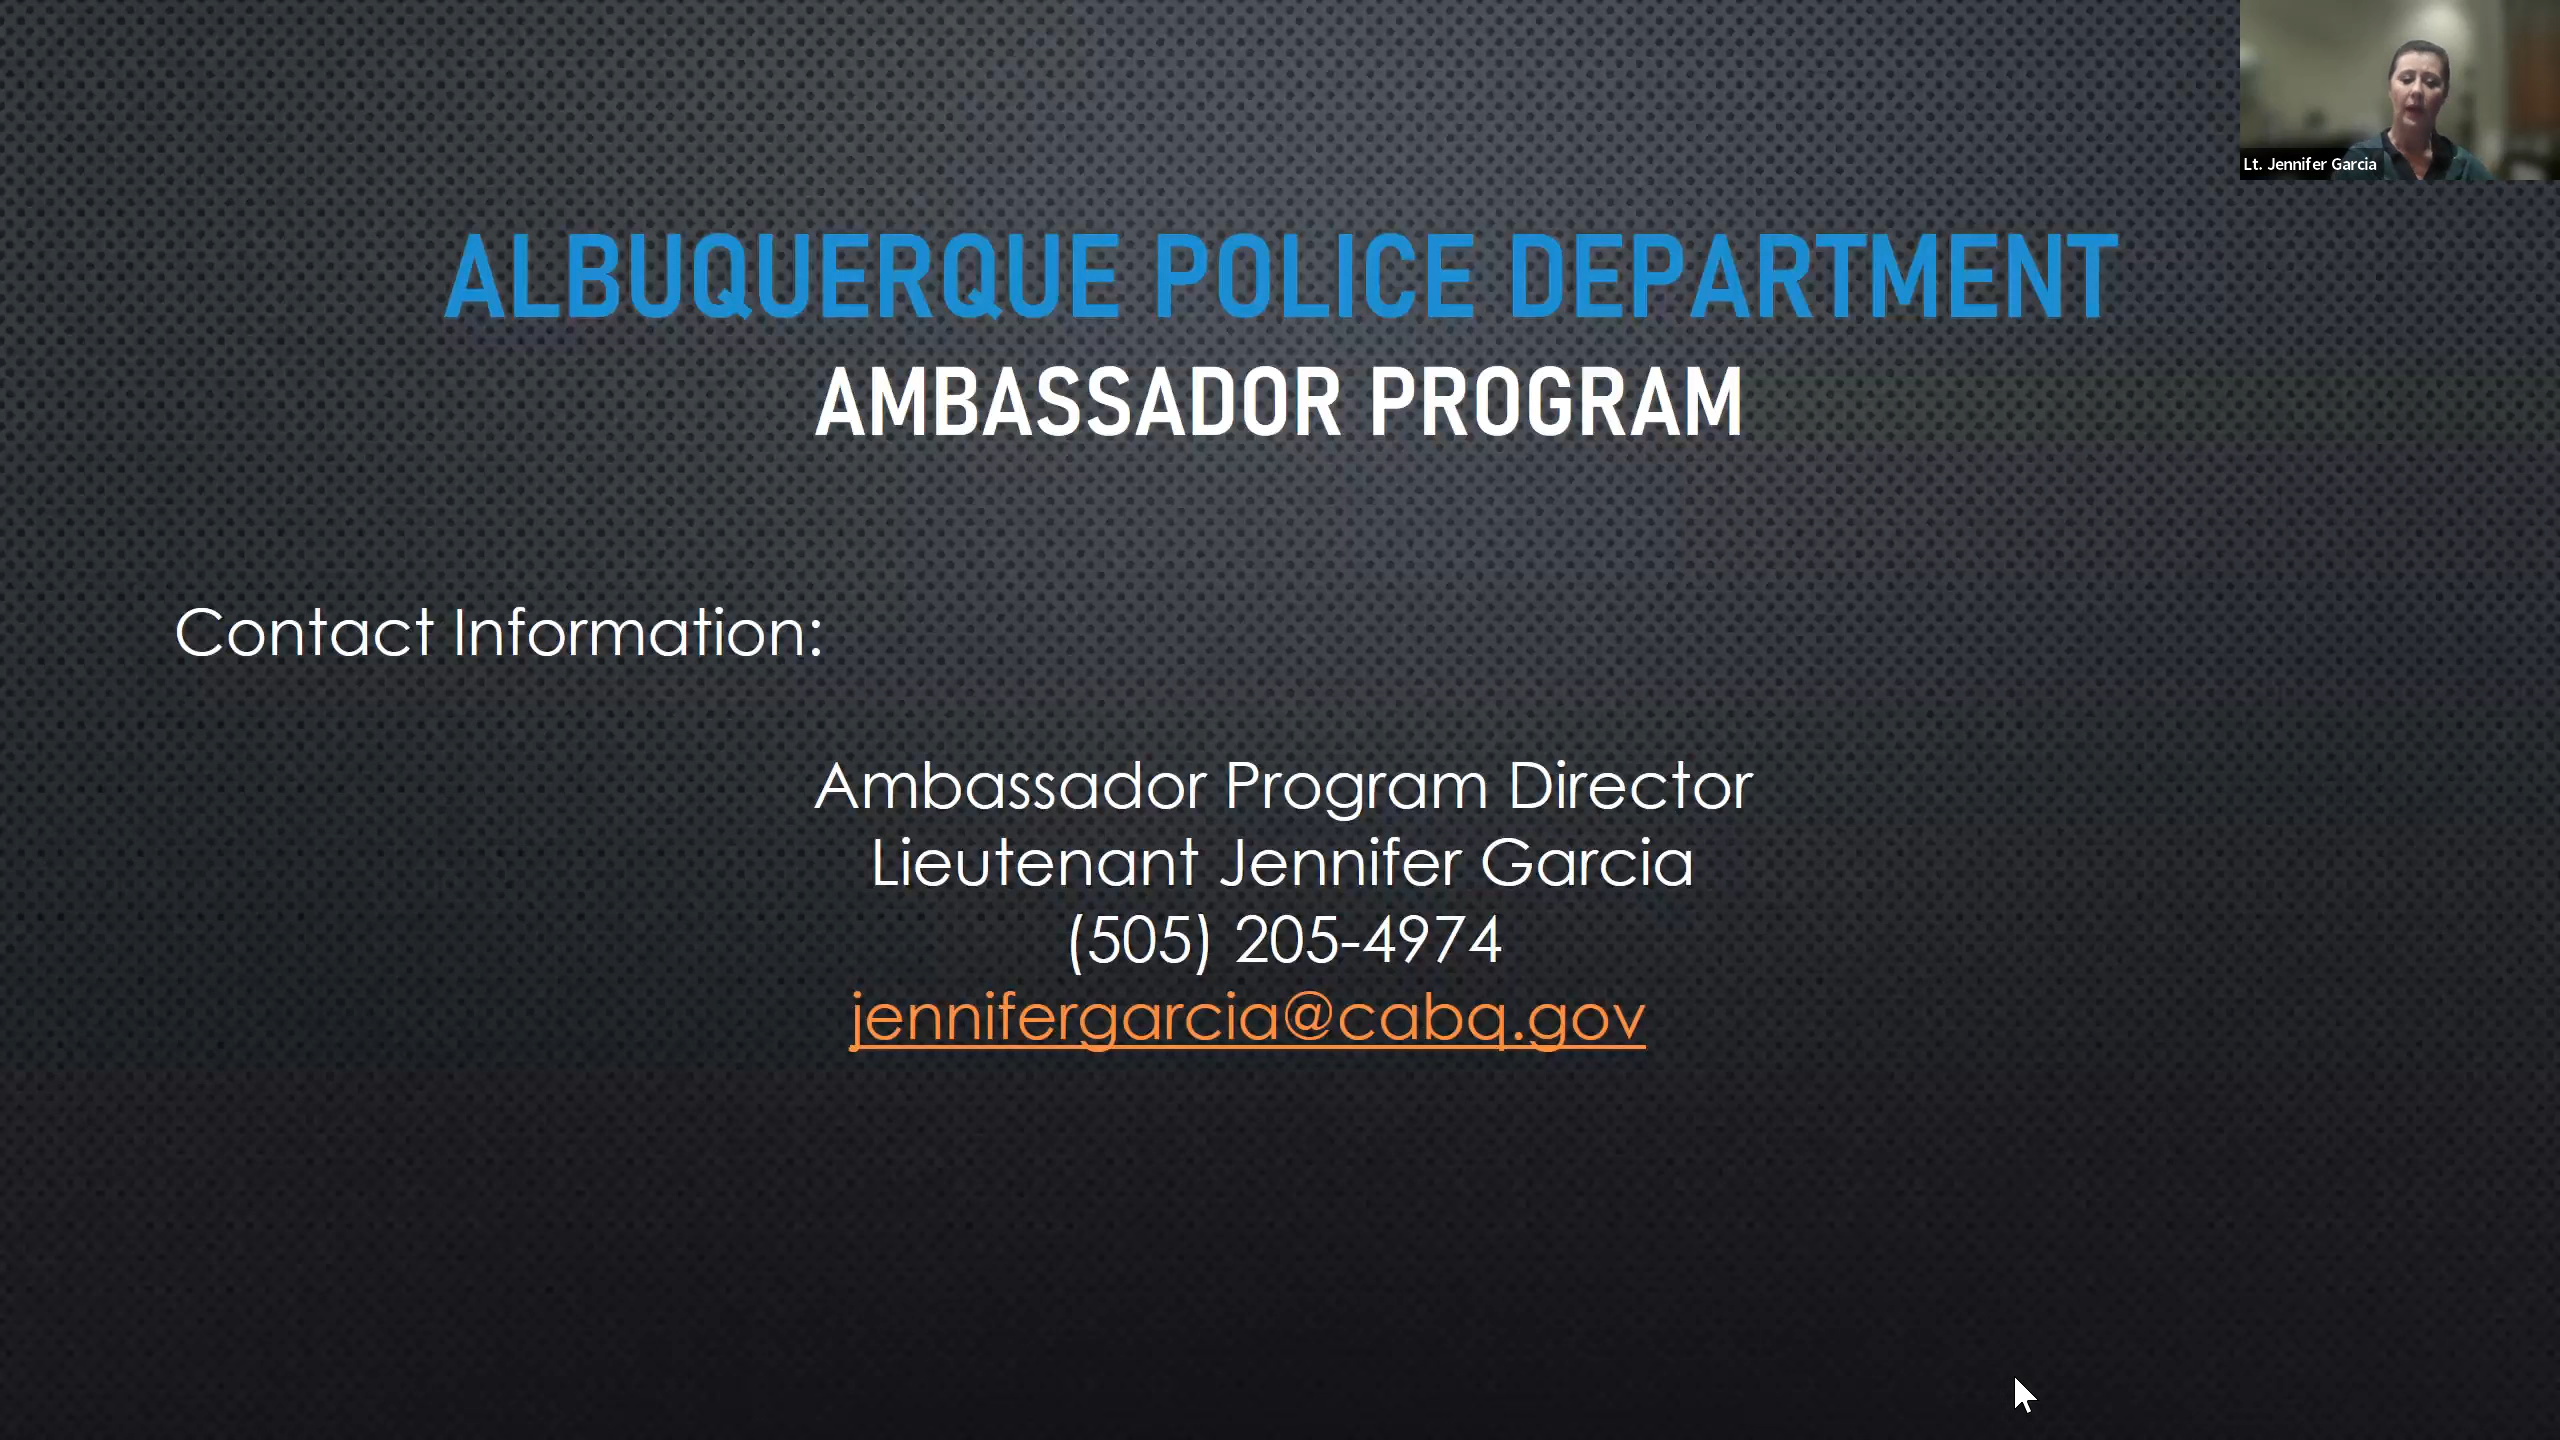 Lt. Jennifer Garcia
ALBUQUERQUE POLICE DEPARTMENT
AMBASSADOR PROGRAM
Contact Information:
Ambassador Program Director
Lieutenant Jennifer Garcia
(505) 205-4974
jennifergarcia@cabq.gov